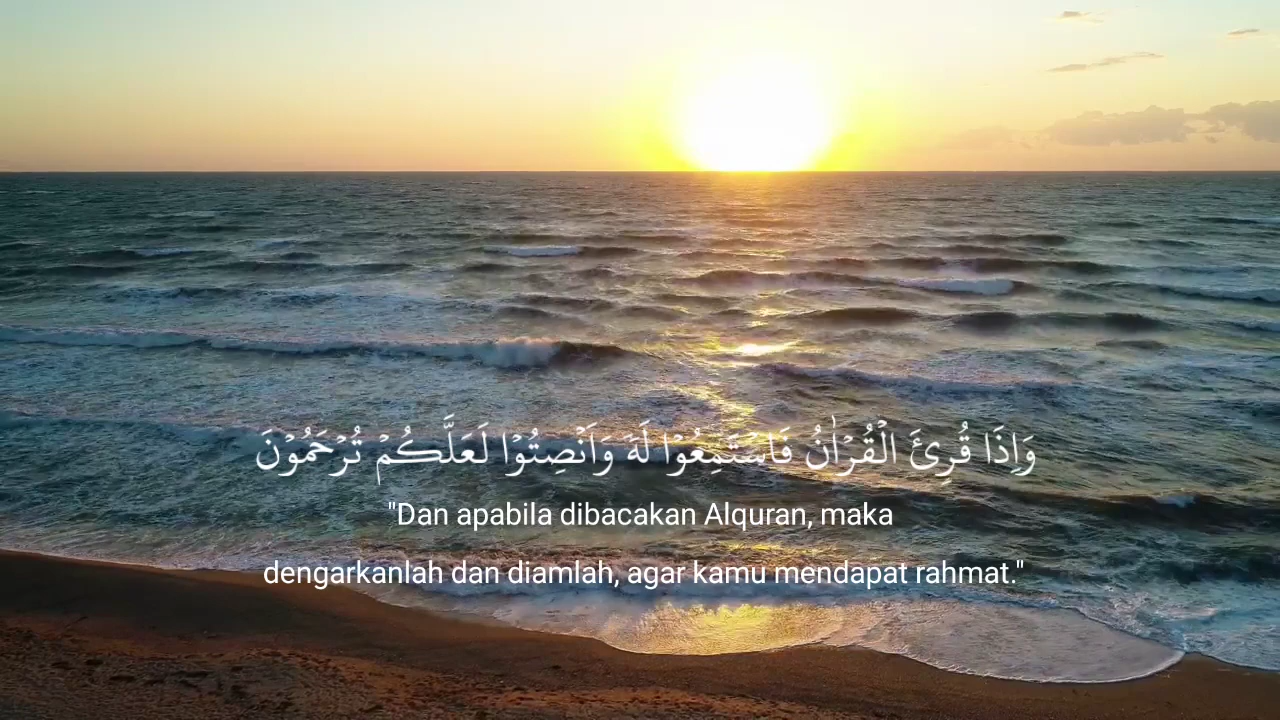 وَاِذَا قُرِئَ الْقُرْاٰنُ فَاسْتَمِعُوْا لَهٗ وَاَنْصِتُوْا لَعَلَّكُمْ تُرْحَمُوْنَ
"Dan apabila dibacakan Alquran, maka
dengarkanlah dan diamlah, agar kamu mendapat rahmat."